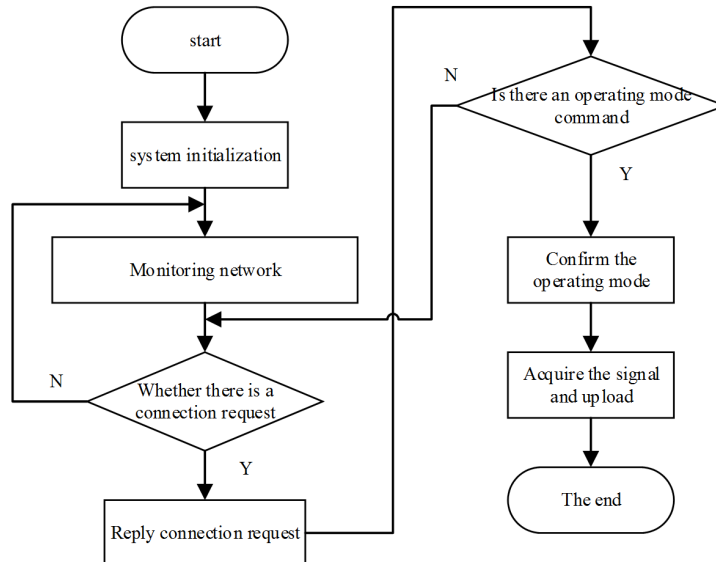 start
system initialization
Monitoring network
N
Whether there is a
connection request
Y
Reply connection request
N
Is there an operating mode
command
Y
Confirm the
operating mode
Acquire the signal
and upload
The end